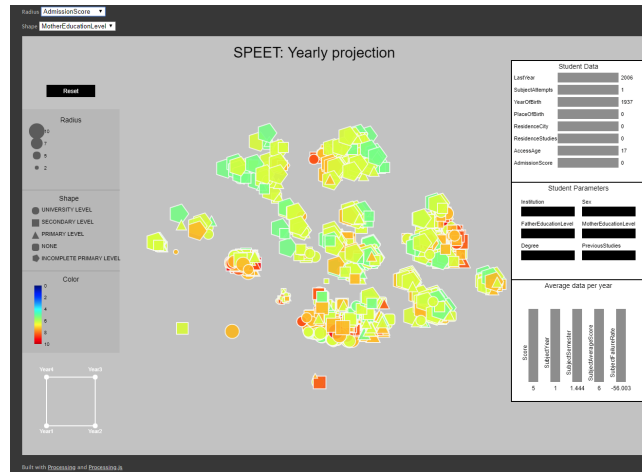 Radius AdmissionScore
Shape MotherEducationLevel
SPEET: Yearly projection
Reset
Radius
10
7
5
2
Shape
UNIVERSITY LEVEL
SECONDARY LEVEL
PRIMARY LEVEL
NONE
INCOMPLETE PRIMARY LEVEL
Color
0
2
4
6
8
10
Year4 Year3
Year1 Year2
Student Data
LastYear 2006
SubjectAttempts 1
YearOfBirth 1937
PlaceOfBirth 0
ResidenceCity 0
ResidenceStudies 0
AccessAge 17
AdmissionScore 0
Student Parameters
Institution Sex
FatherEducationLevel MotherEducationLevel
Degree PreviousStudies
Average data per year
Score
SubjectYear
SubjectSemester
SubjectAverageScore
SubjectFailureRate
5 1 1.444 6 -56.003
Built with Processing and Processing.js